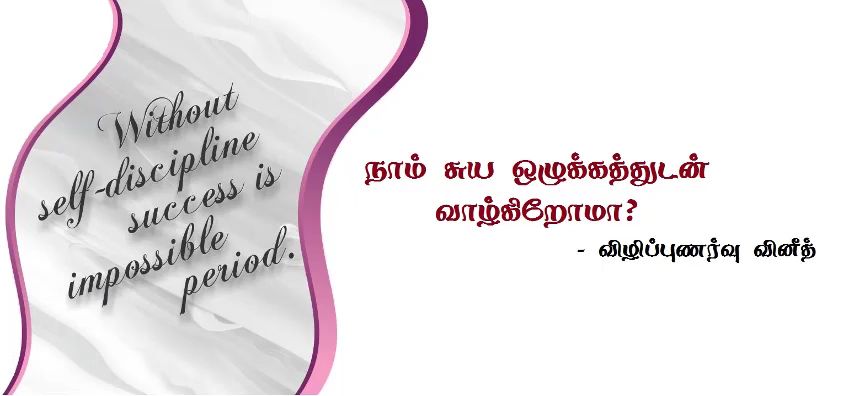 Without
self-discipline
success is
impossible
period.
நாம் சுய ஒழுக்கத்துடன்
வாழ்கிறோமா?
- விழிப்புணர்வு வினீத்